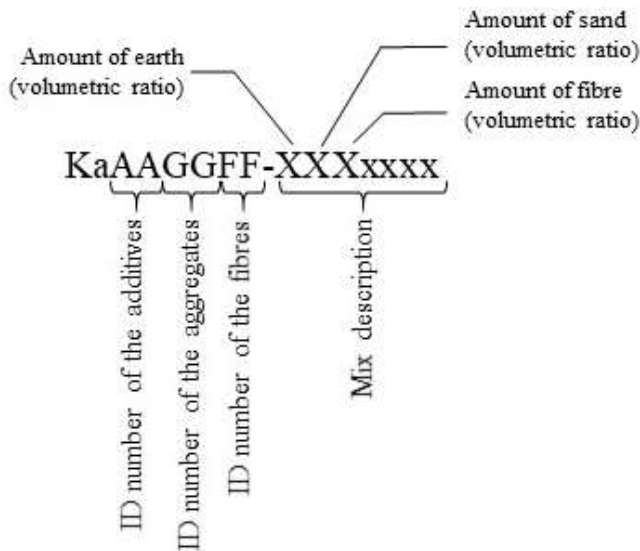 Amount of sand
(volumetric ratio)
Amount of earth
(volumetric ratio)
Amount of fibre
(volumetric ratio)
KaAAGGFF-XXXxxxx
ID number of the additives
ID number of the aggregates
ID number of the fibres
Mix description